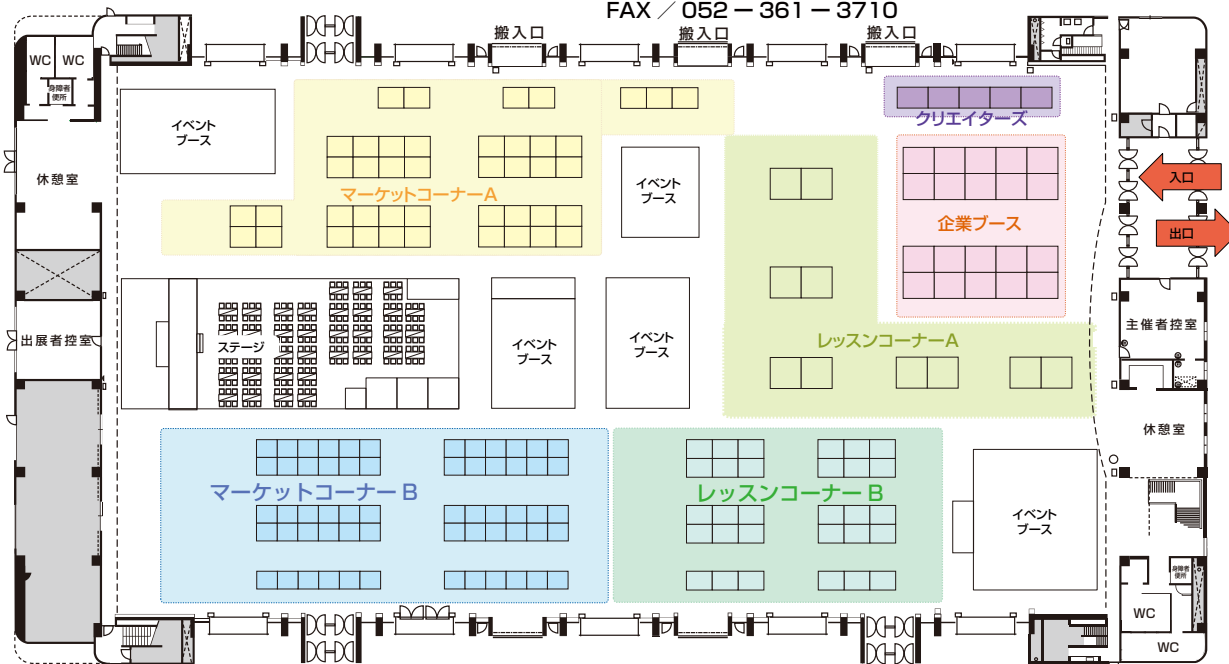 FAX ／ 052 － 361 － 3710
搬入口
搬入口
搬入口
WC
WC
身障者
便所
イベント
ブース
クリエイターズ
休憩室
マーケットコーナーA
イベント
ブース
入口
企業ブース
出口
出展者控室
ステージ
イベント
ブース
イベント
ブース
レッスンコーナーA
主催者控室
休憩室
マーケットコーナー B
レッスンコーナー B
イベント
ブース
身障者
便所
WC
WC